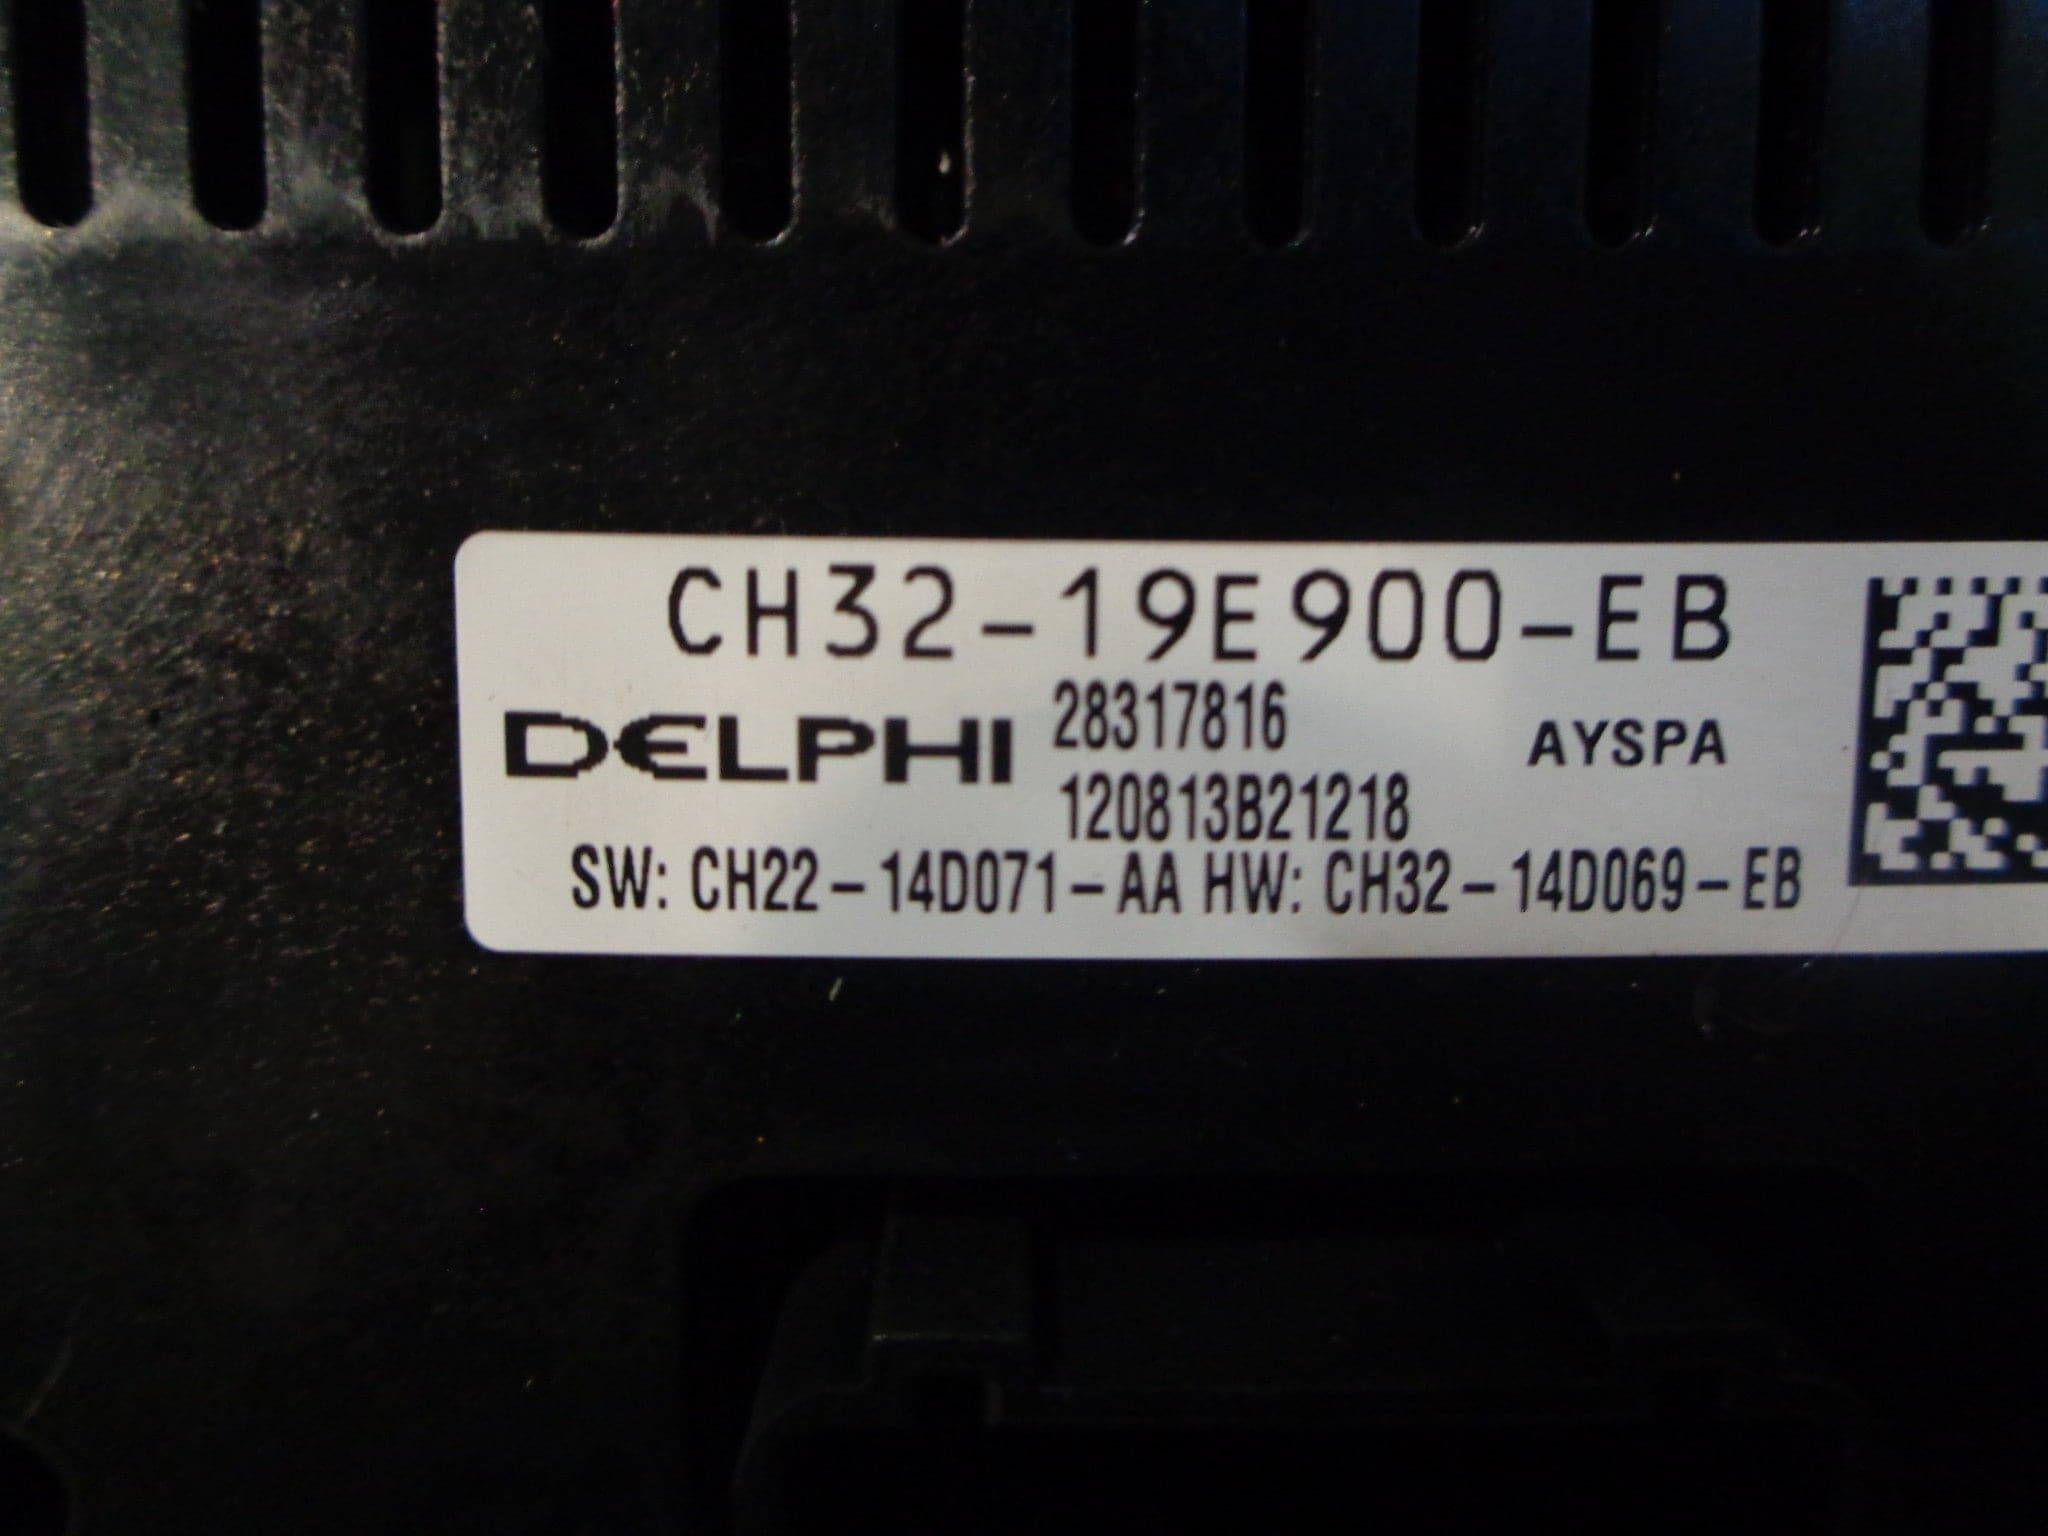 CH32-19E900-EB
DELPHI 28317816 AYSPA
120813B21218
SW: CH22-14D071-AA HW: CH32-14D069-EB